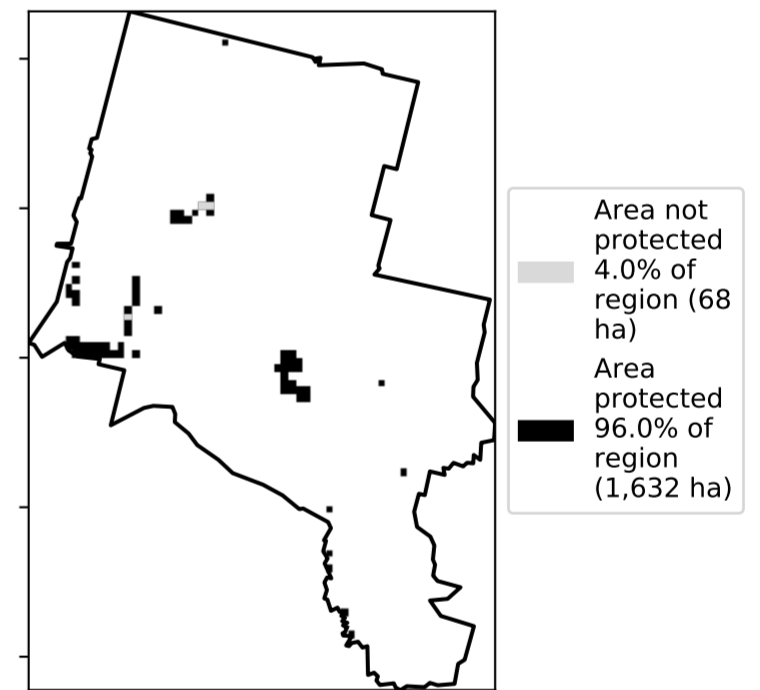 Area not
protected
4.0% of
region (68
ha)
Area
protected
96.0% of
region
(1,632 ha)